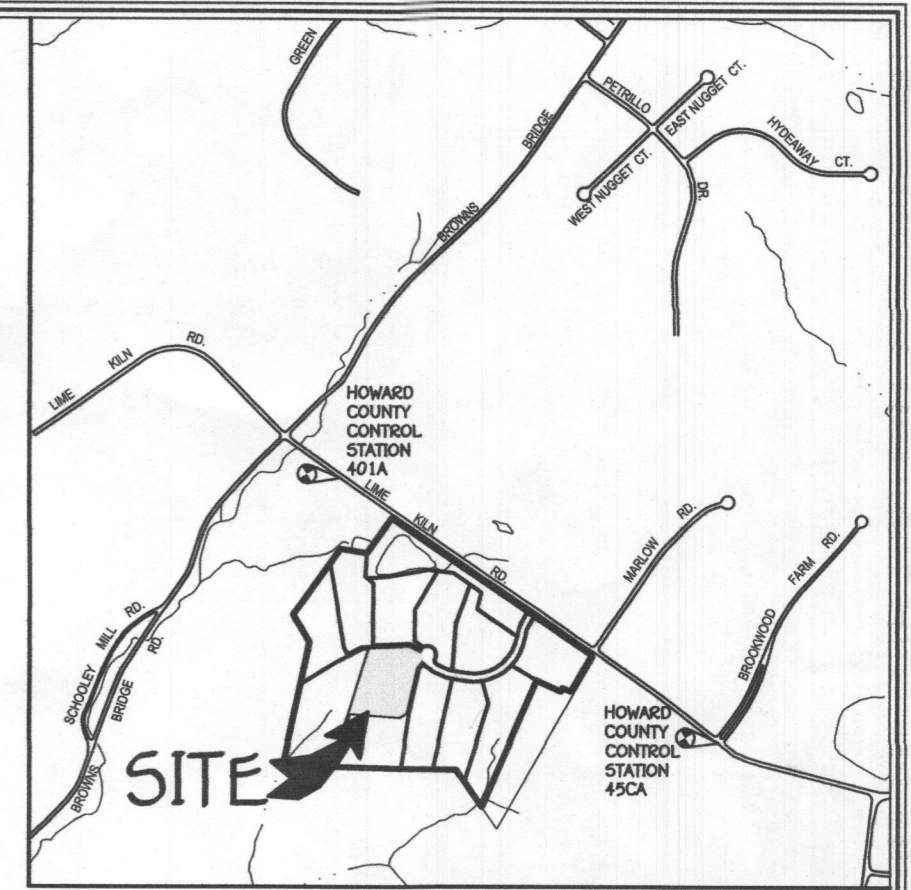 GREEN
BROWNS
BRIDGE
PETRILLO
DR.
EAST NUGGET CT.
WEST NUGGET CT.
HYDEAWAY
CT.
LIME
KILN
RD.
HOWARD
COUNTY
CONTROL
STATION
401A
LIME
KILN
RD.
MARLOW
RD.
BROOKWOOD
FARM
RD.
SCHOOLEY
MILL
RD.
BROWNS
BRIDGE
RD.
HOWARD
COUNTY
CONTROL
STATION
45CA
SITE